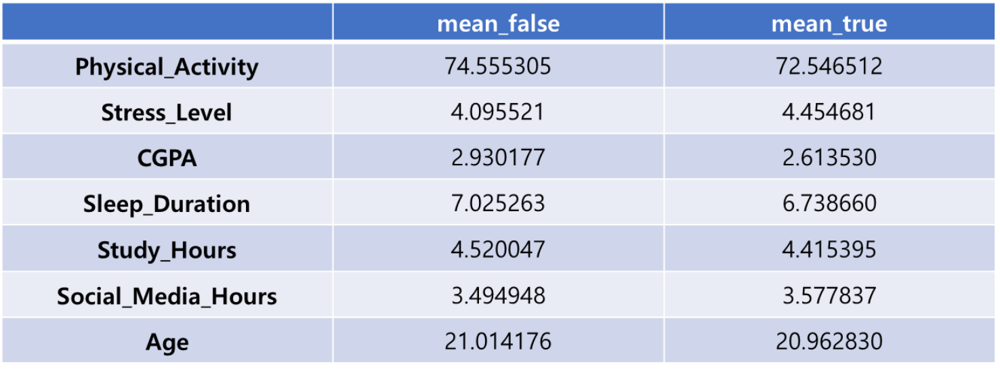 mean_false mean_true
Physical_Activity 74.555305 72.546512
Stress_Level 4.095521 4.454681
CGPA 2.930177 2.613530
Sleep_Duration 7.025263 6.738660
Study_Hours 4.520047 4.415395
Social_Media_Hours 3.494948 3.577837
Age 21.014176 20.962830